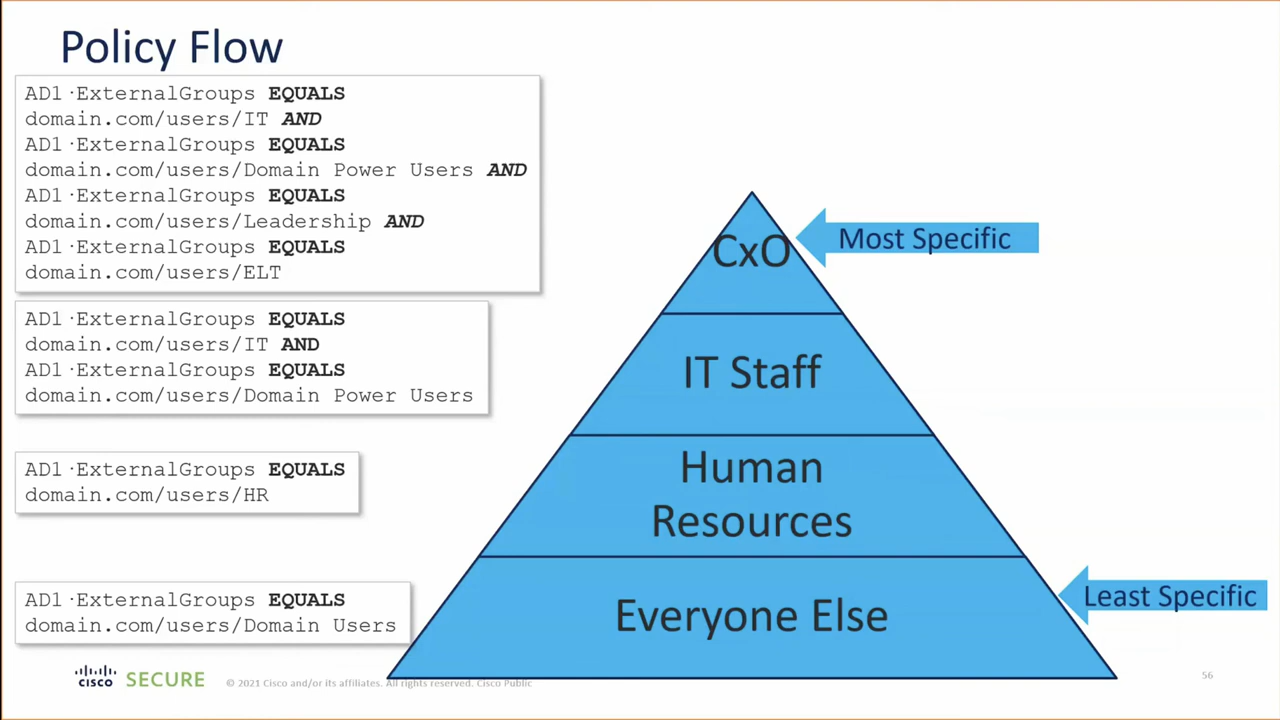 Policy Flow
AD1·ExternalGroups EQUALS
domain.com/users/IT AND
AD1·ExternalGroups EQUALS
domain.com/users/Domain Power Users AND
AD1·ExternalGroups EQUALS
domain.com/users/Leadership AND
AD1·ExternalGroups EQUALS
domain.com/users/ELT
AD1·ExternalGroups EQUALS
domain.com/users/IT AND
AD1·ExternalGroups EQUALS
domain.com/users/Domain Power Users
AD1·ExternalGroups EQUALS
domain.com/users/HR
AD1·ExternalGroups EQUALS
domain.com/users/Domain Users
CxO
Most Specific
IT Staff
Human
Resources
Everyone Else
Least Specific
CISCO SECURE
© 2021 Cisco and/or its affiliates. All rights reserved. Cisco Public
56